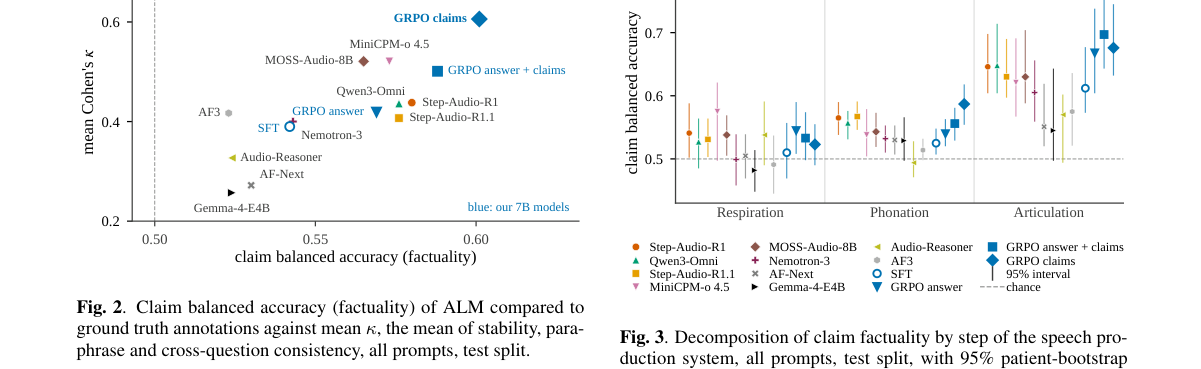 0.6
0.4
0.2
0.50
0.55
0.60
mean Cohen's κ
claim balanced accuracy (factuality)
GRPO claims
MiniCPM-o 4.5
MOSS-Audio-8B
GRPO answer + claims
Qwen3-Omni
Step-Audio-R1
AF3
GRPO answer
Step-Audio-R1.1
SFT
Nemotron-3
Audio-Reasoner
AF-Next
Gemma-4-E4B
blue: our 7B models
Fig. 2. Claim balanced accuracy (factuality) of ALM compared to
ground truth annotations against mean κ, the mean of stability, para-
phrase and cross-question consistency, all prompts, test split.
claim balanced accuracy
0.7
0.6
0.5
Respiration
Phonation
Articulation
Step-Audio-R1
Qwen3-Omni
Step-Audio-R1.1
MiniCPM-o 4.5
MOSS-Audio-8B
Nemotron-3
AF-Next
Gemma-4-E4B
Audio-Reasoner
AF3
SFT
GRPO answer
GRPO answer + claims
GRPO claims
95% interval
chance
Fig. 3. Decomposition of claim factuality by step of the speech pro-
duction system, all prompts, test split, with 95% patient-bootstrap